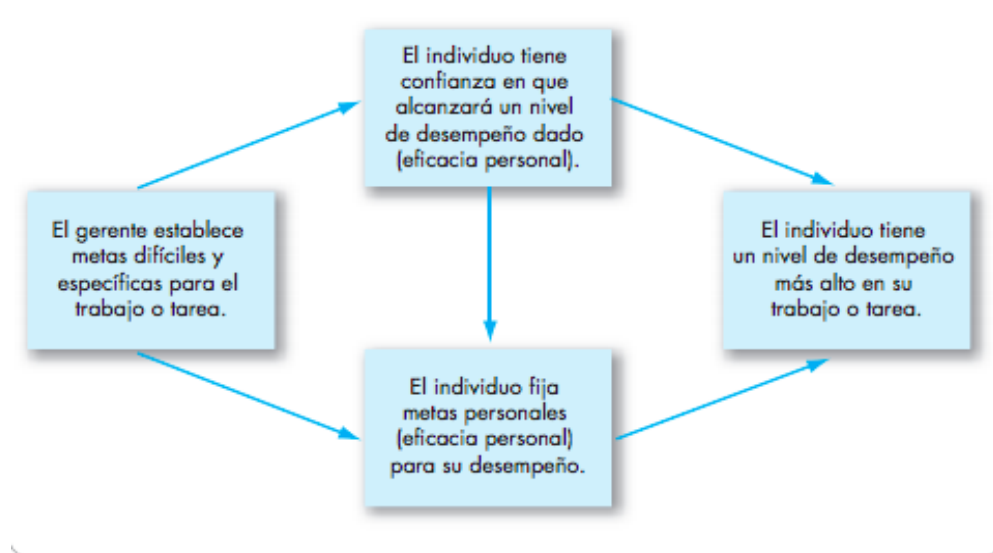 El individuo tiene
confianza en que
alcanzará un nivel
de desempeño dado
(eficacia personal).
El gerente establece
metas difíciles y
específicas para el
trabajo o tarea.
El individuo tiene
un nivel de desempeño
más alto en su
trabajo o tarea.
El individuo fija
metas personales
(eficacia personal)
para su desempeño.